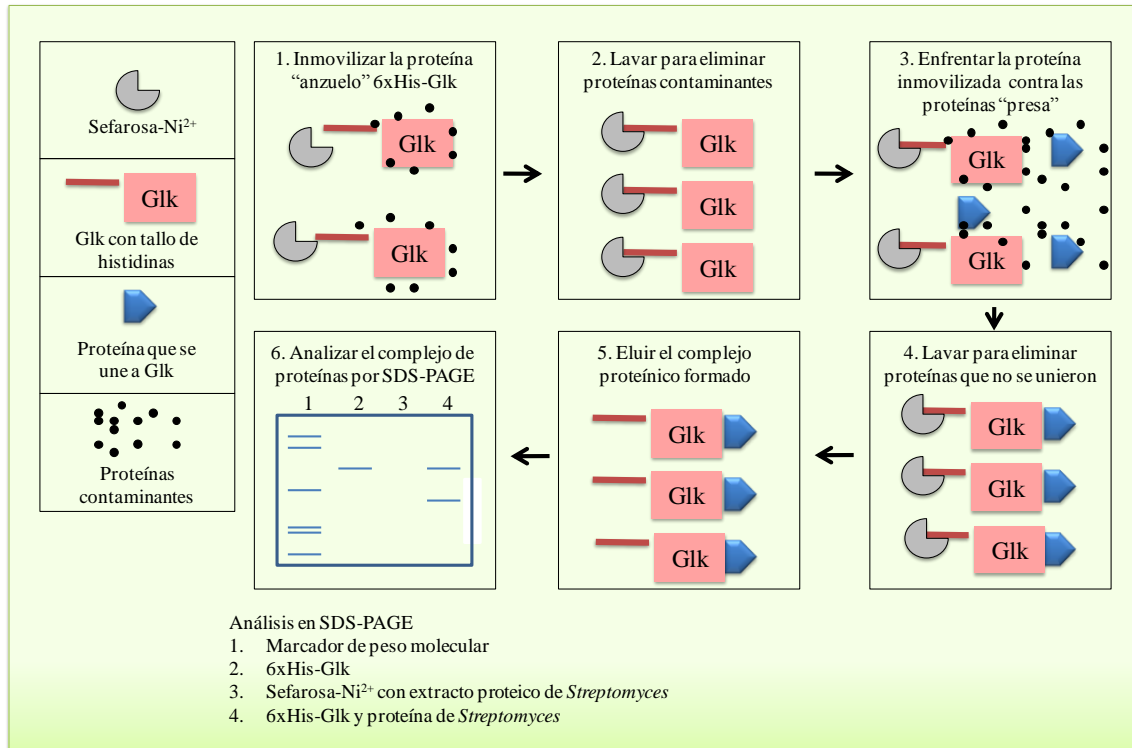 Sefarosa-Ni²⁺
Glk
Glk con tallo de
histidinas
Proteína que se
une a Glk
Proteínas
contaminantes
1. Inmovilizar la proteína
“anzuelo” 6xHis-Glk
Glk
Glk
2. Lavar para eliminar
proteínas contaminantes
Glk
Glk
Glk
3. Enfrentar la proteína
inmovilizada contra las
proteínas “presa”
Glk
Glk
4. Lavar para eliminar
proteínas que no se unieron
Glk
Glk
Glk
5. Eluir el complejo
proteínico formado
Glk
Glk
Glk
6. Analizar el complejo de
proteínas por SDS-PAGE
1 2 3 4
Análisis en SDS-PAGE
1. Marcador de peso molecular
2. 6xHis-Glk
3. Sefarosa-Ni²⁺ con extracto proteico de Streptomyces
4. 6xHis-Glk y proteína de Streptomyces